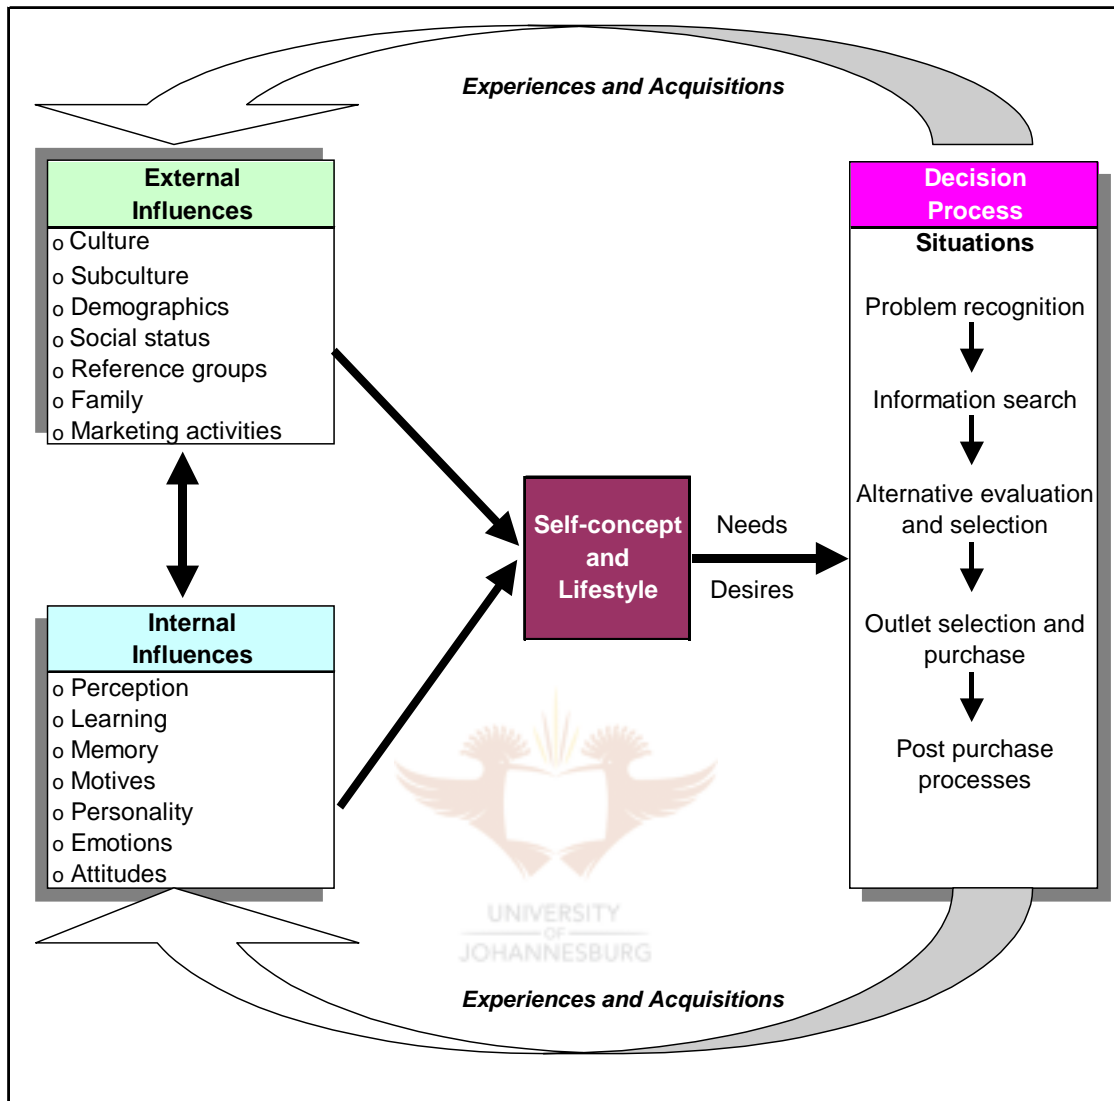 Experiences and Acquisitions
External
Influences
o Culture
o Subculture
o Demographics
o Social status
o Reference groups
o Family
o Marketing activities
Internal
Influences
o Perception
o Learning
o Memory
o Motives
o Personality
o Emotions
o Attitudes
Self-concept
and
Lifestyle
Needs
Desires
Decision
Process
Situations
Problem recognition
Information search
Alternative evaluation
and selection
Outlet selection and
purchase
Post purchase
processes
UNIVERSITY
OF
JOHANNESBURG
Experiences and Acquisitions